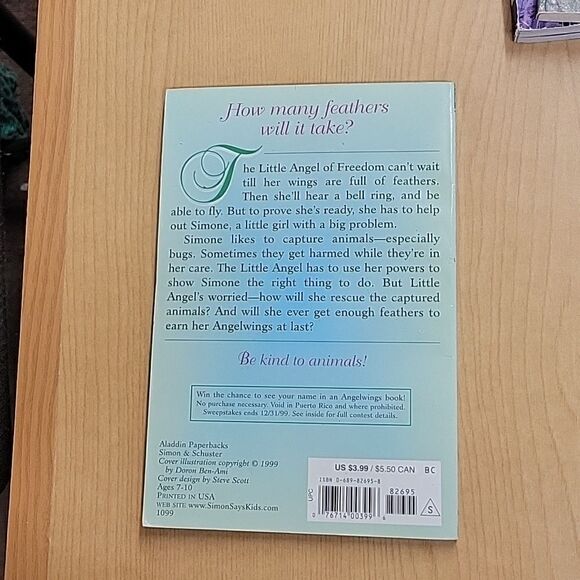 How many feathers
will it take?
The Little Angel of Freedom can't wait
till her wings are full of feathers.
Then she'll hear a bell ring, and be
able to fly. But to prove she's ready, she has to help
out Simone, a little girl with a big problem.
Simone likes to capture animals—especially
bugs. Sometimes they get harmed while they're in
her care. The Little Angel has to use her powers to
show Simone the right thing to do. But Little
Angel's worried—how will she rescue the captured
animals? And will she ever get enough feathers to
earn her Angelwings at last?
Be kind to animals!
Win the chance to see your name in an Angelwings book!
No purchase necessary. Void in Puerto Rico and where prohibited.
Sweepstakes ends 12/31/99. See inside for full contest details.
Aladdin Paperbacks
Simon & Schuster
Cover illustration copyright © 1999
by Doron Ben-Ami
Cover design by Steve Scott
Ages 7-10
PRINTED IN USA
WEB SITE www.SimonSaysKids.com
1099
US $3.99 / $5.50 CAN BC
ISBN 0-689-82695-8
82695
UPC
0 76714 00399 6
S